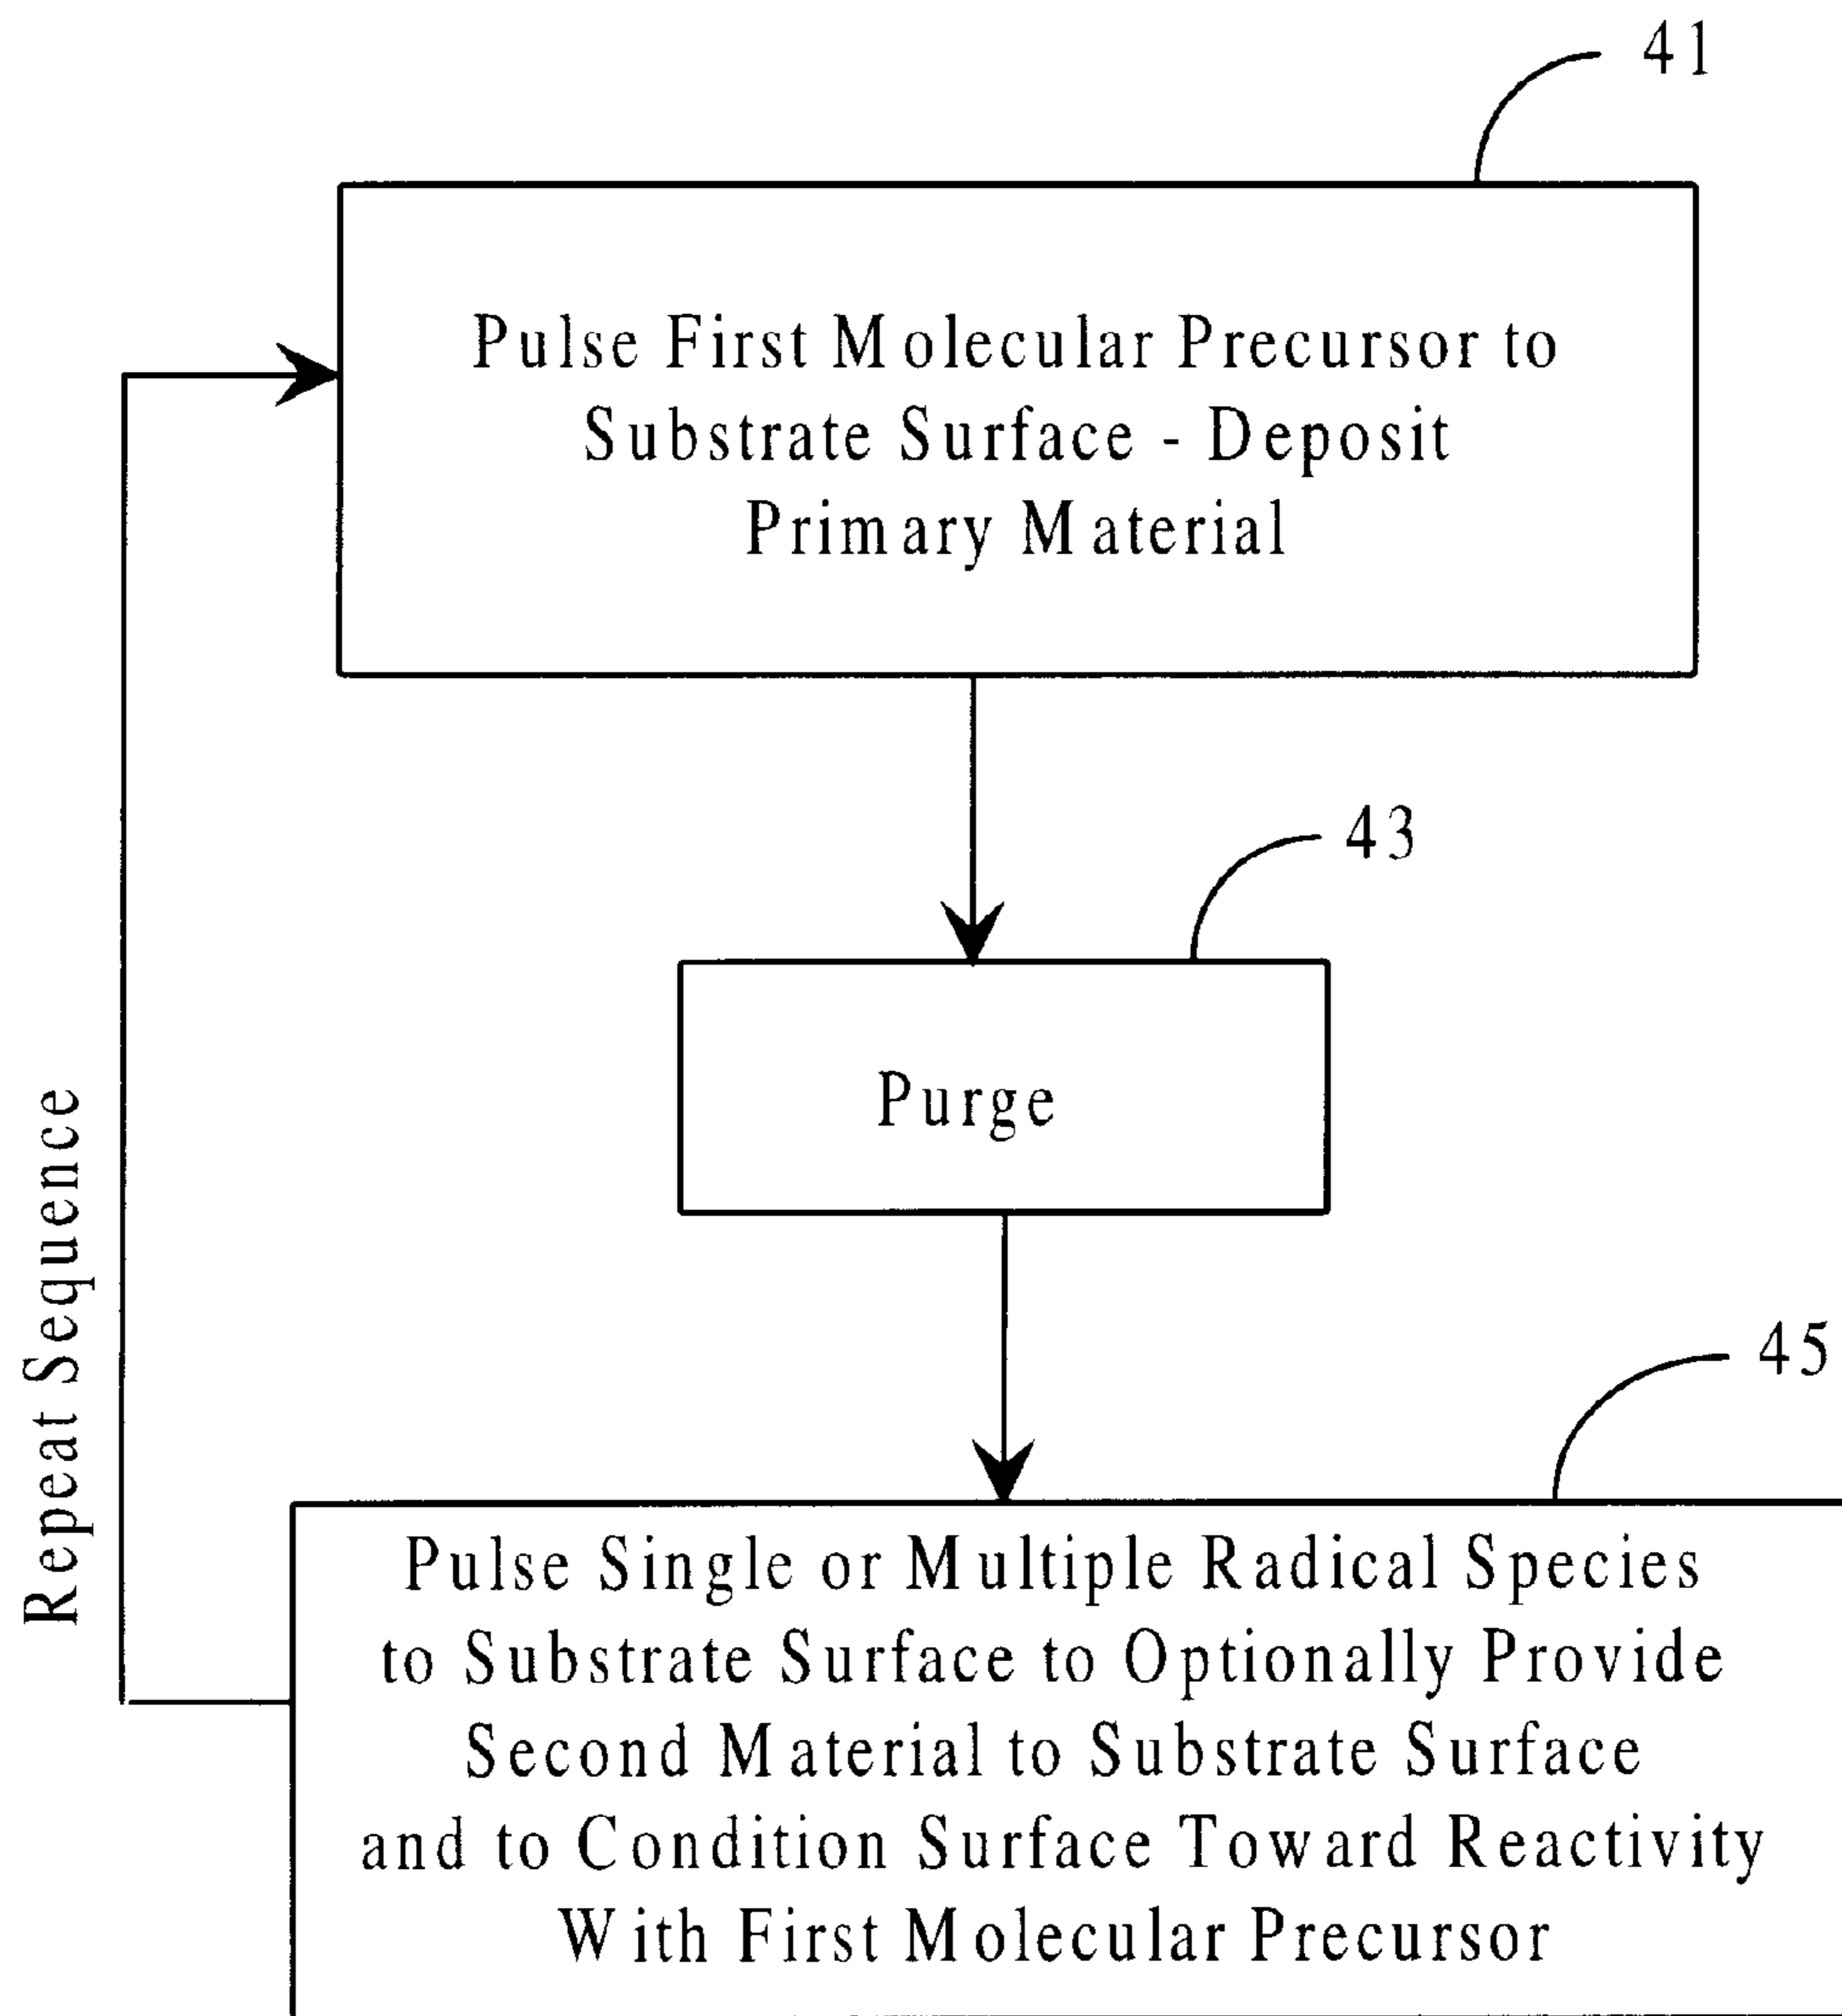 41
Pulse First Molecular Precursor to
Substrate Surface - Deposit
Primary Material
43
Purge
45
Pulse Single or Multiple Radical Species
to Substrate Surface to Optionally Provide
Second Material to Substrate Surface
and to Condition Surface Toward Reactivity
With First Molecular Precursor
Repeat Sequence